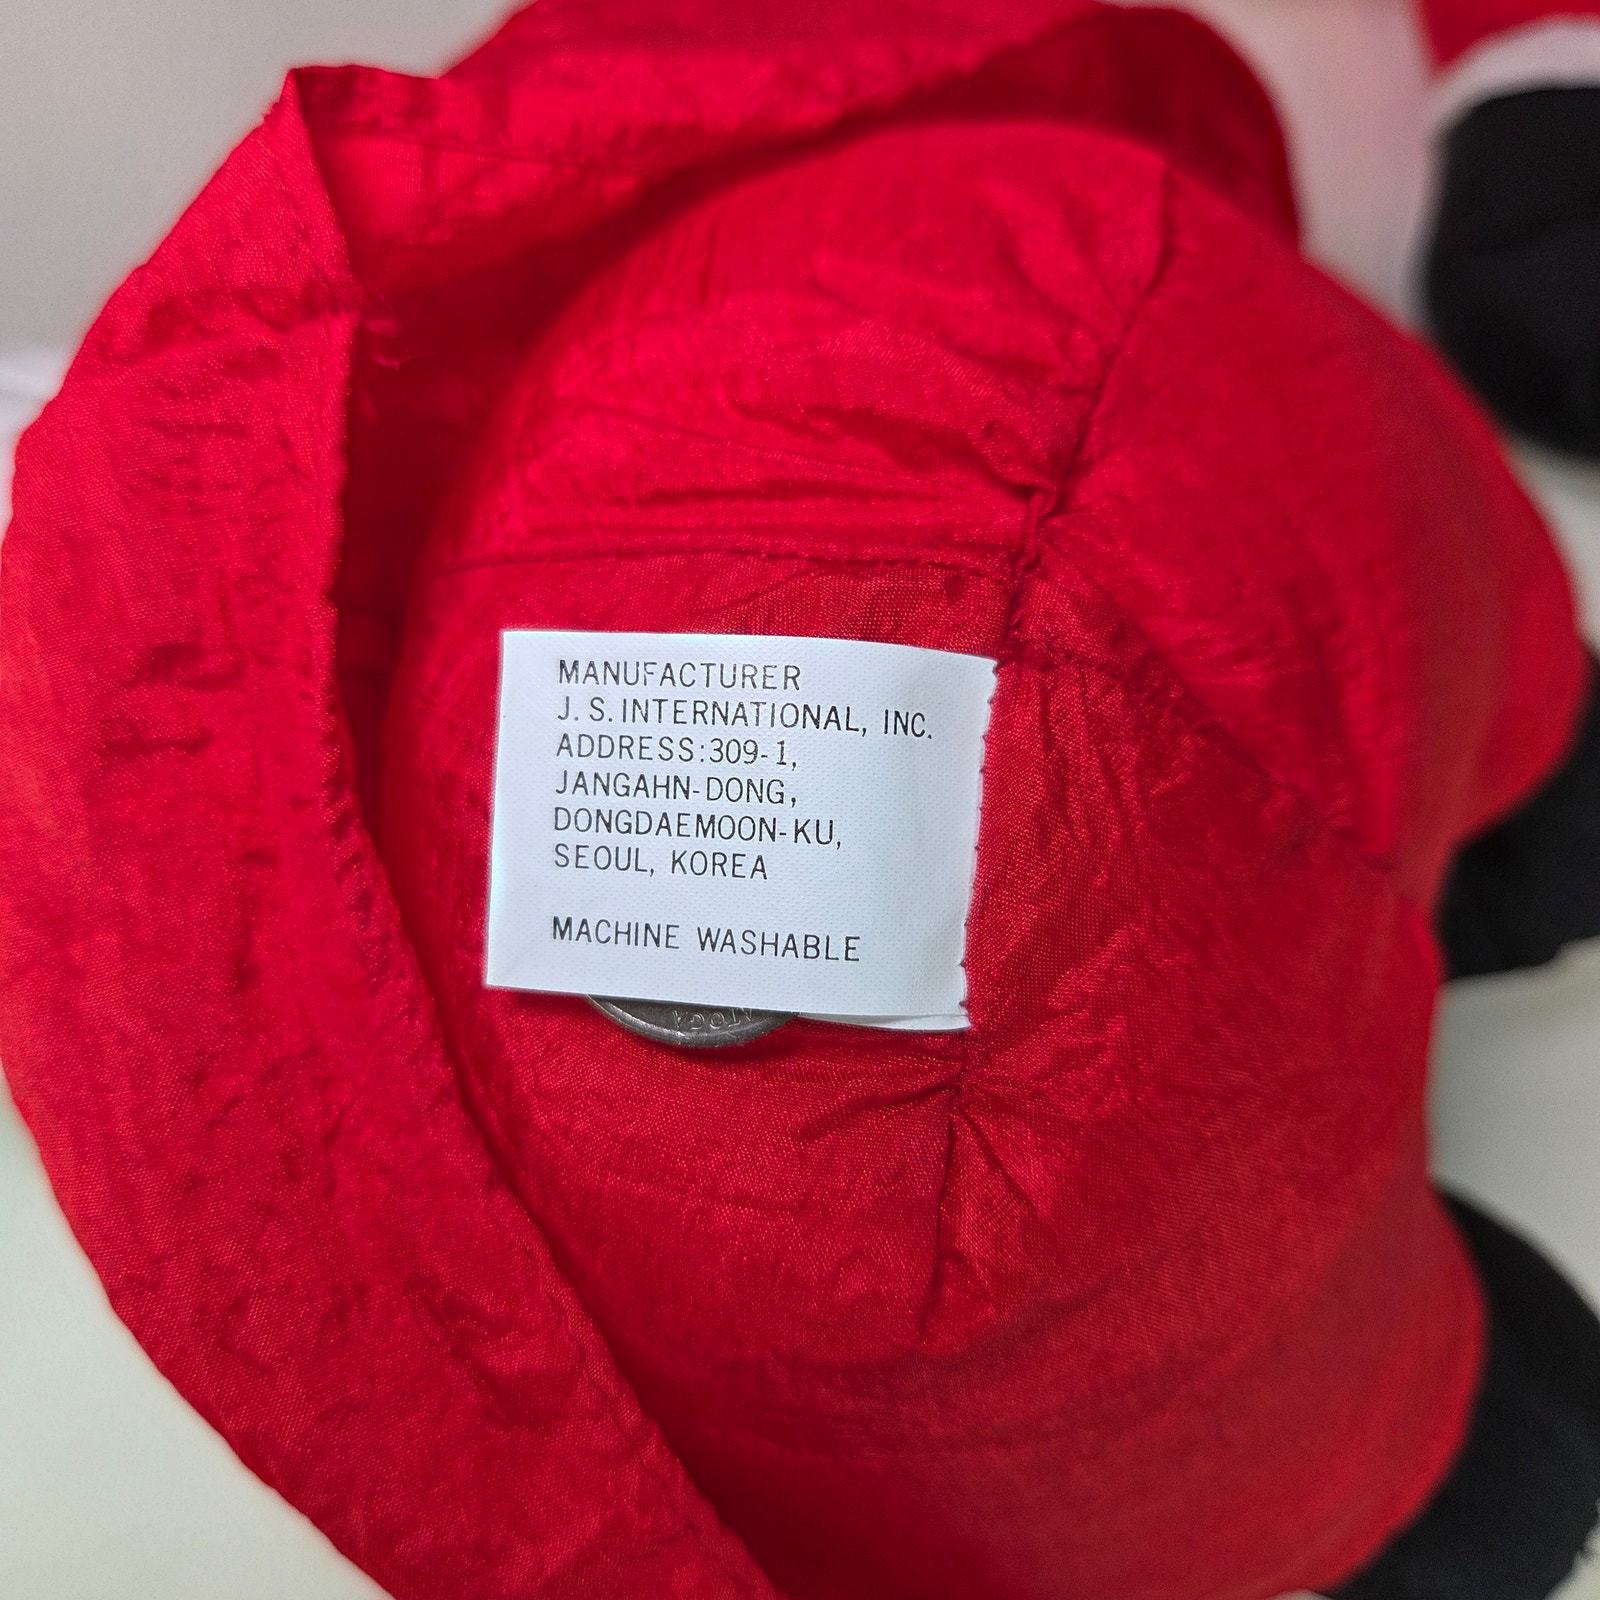 MANUFACTURER
J. S. INTERNATIONAL, INC.
ADDRESS:309-1,
JANGAHN-DONG,
DONGDAEMOON-KU,
SEOUL, KOREA
MACHINE WASHABLE